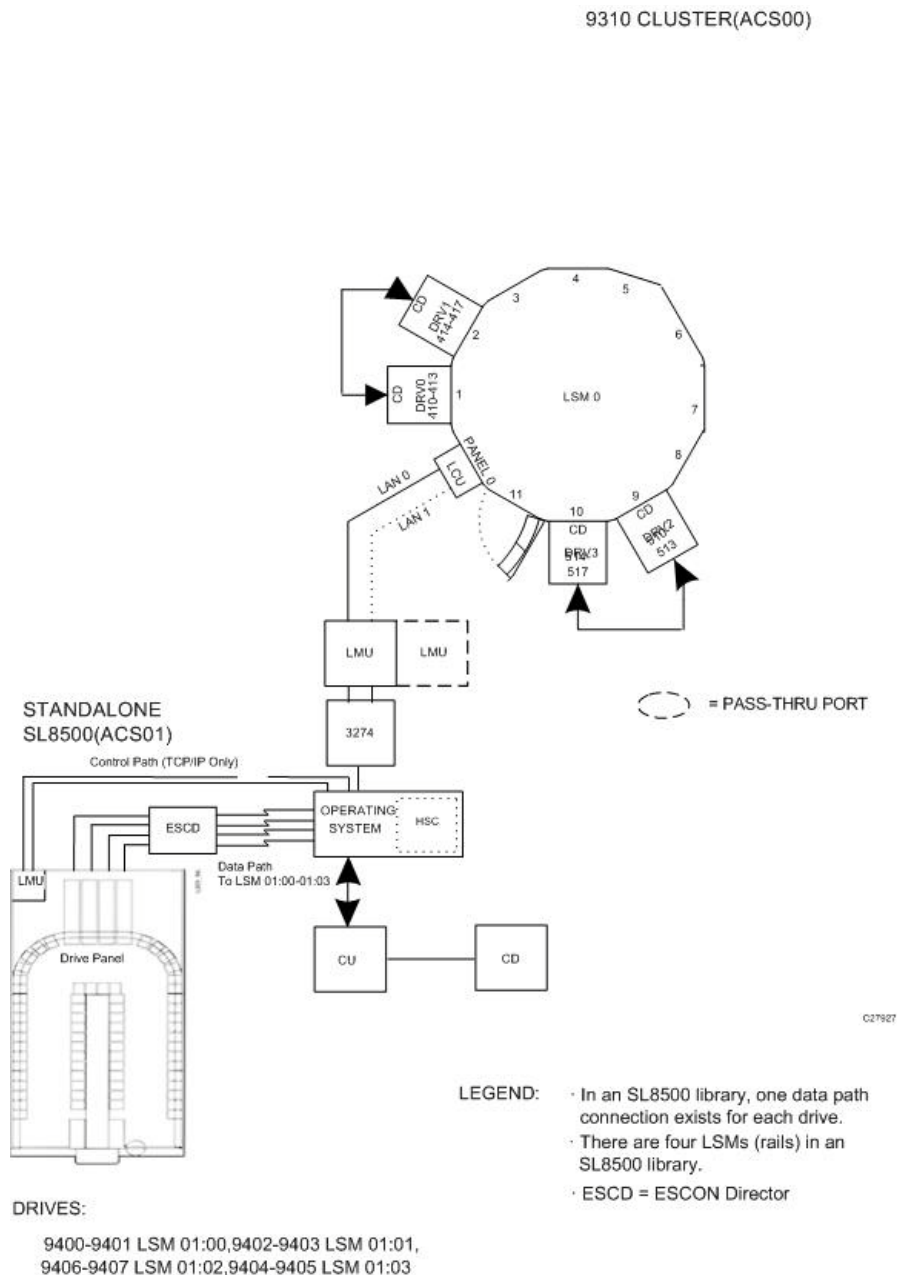 9310 CLUSTER(ACS00)
4
3
5
CD
DRV1
414-417
2
6
CD
DRV0
410-413
1
LSM 0
7
PANEL 0
LCU
8
LAN 0
LAN 1
11
10
9
CD
DRV3
517
CD
DRV2
513
LMU
LMU
= PASS-THRU PORT
STANDALONE
SL8500(ACS01)
3274
Control Path (TCP/IP Only)
ESCD
OPERATING
SYSTEM
HSC
Data Path
To LSM 01:00-01:03
LMU
Drive Panel
CU
CD
C27927
LEGEND:
· In an SL8500 library, one data path
connection exists for each drive.
· There are four LSMs (rails) in an
SL8500 library.
· ESCD = ESCON Director
DRIVES:
9400-9401 LSM 01:00,9402-9403 LSM 01:01,
9406-9407 LSM 01:02,9404-9405 LSM 01:03